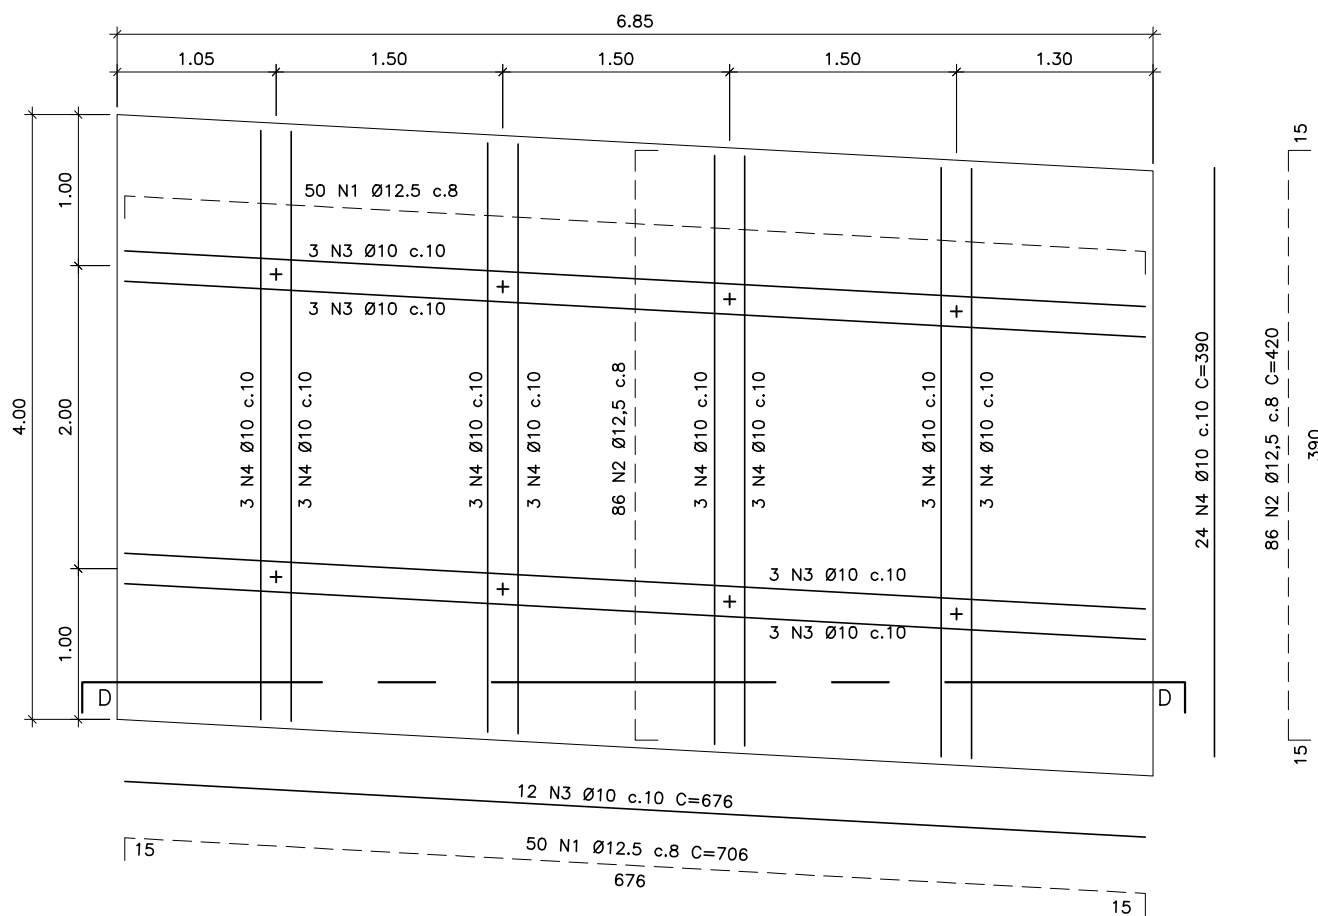 6.85
1.05
1.50
1.50
1.50
1.30
15
1.00
50 N1 Ø12.5 c.8
3 N3 Ø10 c.10
3 N3 Ø10 c.10
4.00
2.00
3 N4 Ø10 c.10
3 N4 Ø10 c.10
3 N4 Ø10 c.10
3 N4 Ø10 c.10
86 N2 Ø12,5 c.8
3 N4 Ø10 c.10
3 N4 Ø10 c.10
3 N4 Ø10 c.10
3 N4 Ø10 c.10
24 N4 Ø10 c.10 C=390
86 N2 Ø12,5 c.8 C=420
390
3 N3 Ø10 c.10
3 N3 Ø10 c.10
1.00
D
D
15
12 N3 Ø10 c.10 C=676
15
50 N1 Ø12.5 c.8 C=706
676
15